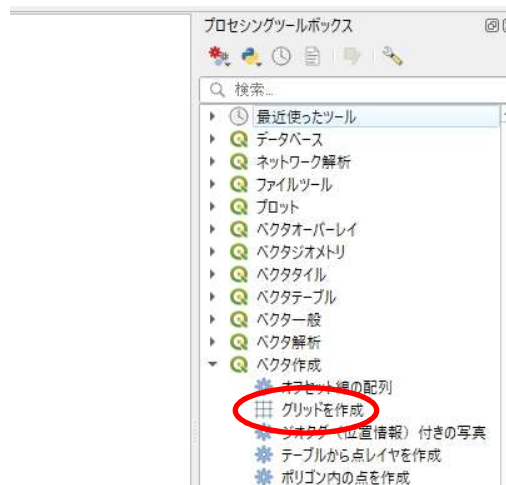 プロセシングツールボックス
検索...
最近使ったツール
データベース
ネットワーク解析
ファイルツール
プロット
ベクタオーバーレイ
ベクタジオメトリ
ベクタタイル
ベクタテーブル
ベクタ一般
ベクタ解析
ベクタ作成
オフセット線の配列
グリッドを作成
ジオタグ（位置情報）付きの写真
テーブルから点レイヤを作成
ポリゴン内の点を作成